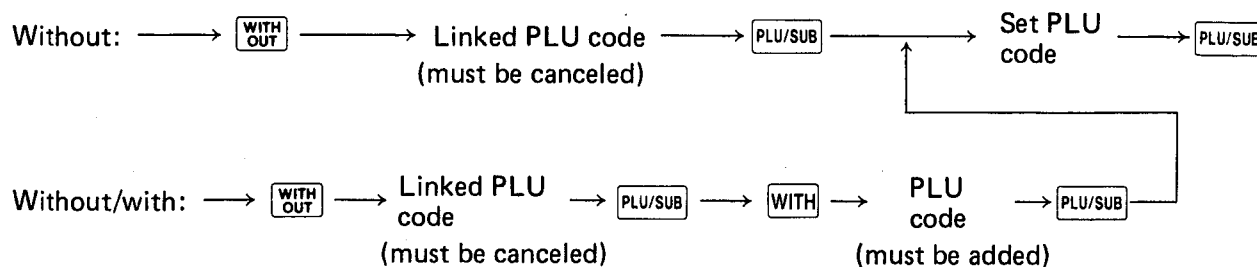 Without: WITH OUT Linked PLU code PLU/SUB Set PLU code PLU/SUB
(must be canceled)
Without/with: WITH OUT Linked PLU code PLU/SUB WITH PLU code PLU/SUB
(must be canceled) (must be added)